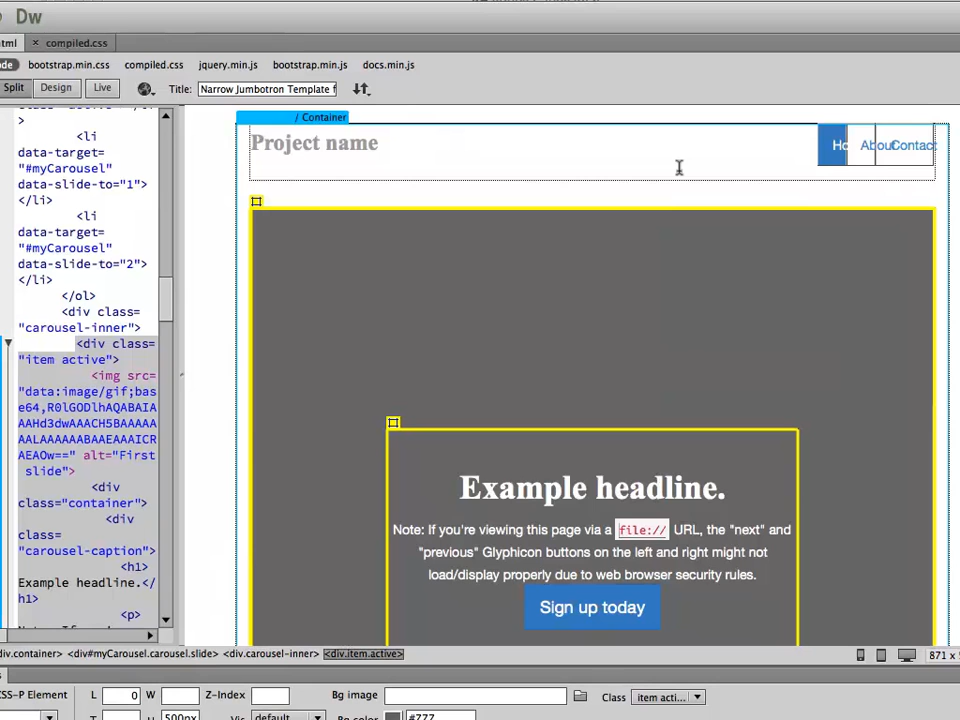 Dw
html × compiled.css
ode bootstrap.min.css compiled.css jquery.min.js bootstrap.min.js docs.min.js
Split Design Live Title: Narrow Jumbotron Template f
>
<li
data-target=
"#myCarousel"
data-slide-to="1">
</li>
<li
data-target=
"#myCarousel"
data-slide-to="2">
</li>
</ol>
<div class=
"carousel-inner">
<div class=
"item active">
<img src=
"data:image/gif;bas
e64,R0lGODlhAQABAIA
AAHd3dwAAACH5BAAAAA
AALAAAAAABAAEAAAICR
AEAOw==" alt="First
slide">
<div
class="container">
<div
class=
"carousel-caption">
<h1>
Example headline.</
h1>
<p>
/ Container
Project name
Ho About Contact
Example headline.
Note: If you're viewing this page via a file:// URL, the "next" and
"previous" Glyphicon buttons on the left and right might not
load/display properly due to web browser security rules.
Sign up today
div.container> <div#myCarousel.carousel.slide> <div.carousel-inner> <div.item.active>
871 x
CSS-P Element L 0 W Z-Index Bg image Class item acti...
T 500px Vis default Bg color #777